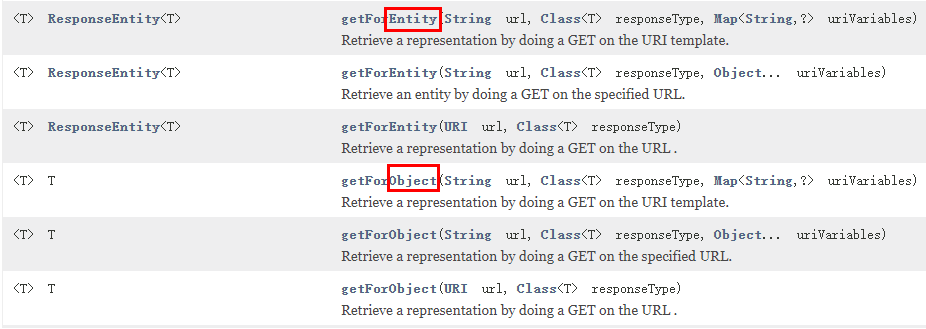 <T> ResponseEntity<T> getForEntity(String url, Class<T> responseType, Map<String,?> uriVariables)
Retrieve a representation by doing a GET on the URI template.
<T> ResponseEntity<T> getForEntity(String url, Class<T> responseType, Object... uriVariables)
Retrieve an entity by doing a GET on the specified URL.
<T> ResponseEntity<T> getForEntity(URI url, Class<T> responseType)
Retrieve a representation by doing a GET on the URL .
<T> T getForObject(String url, Class<T> responseType, Map<String,?> uriVariables)
Retrieve a representation by doing a GET on the URI template.
<T> T getForObject(String url, Class<T> responseType, Object... uriVariables)
Retrieve a representation by doing a GET on the specified URL.
<T> T getForObject(URI url, Class<T> responseType)
Retrieve a representation by doing a GET on the URL .